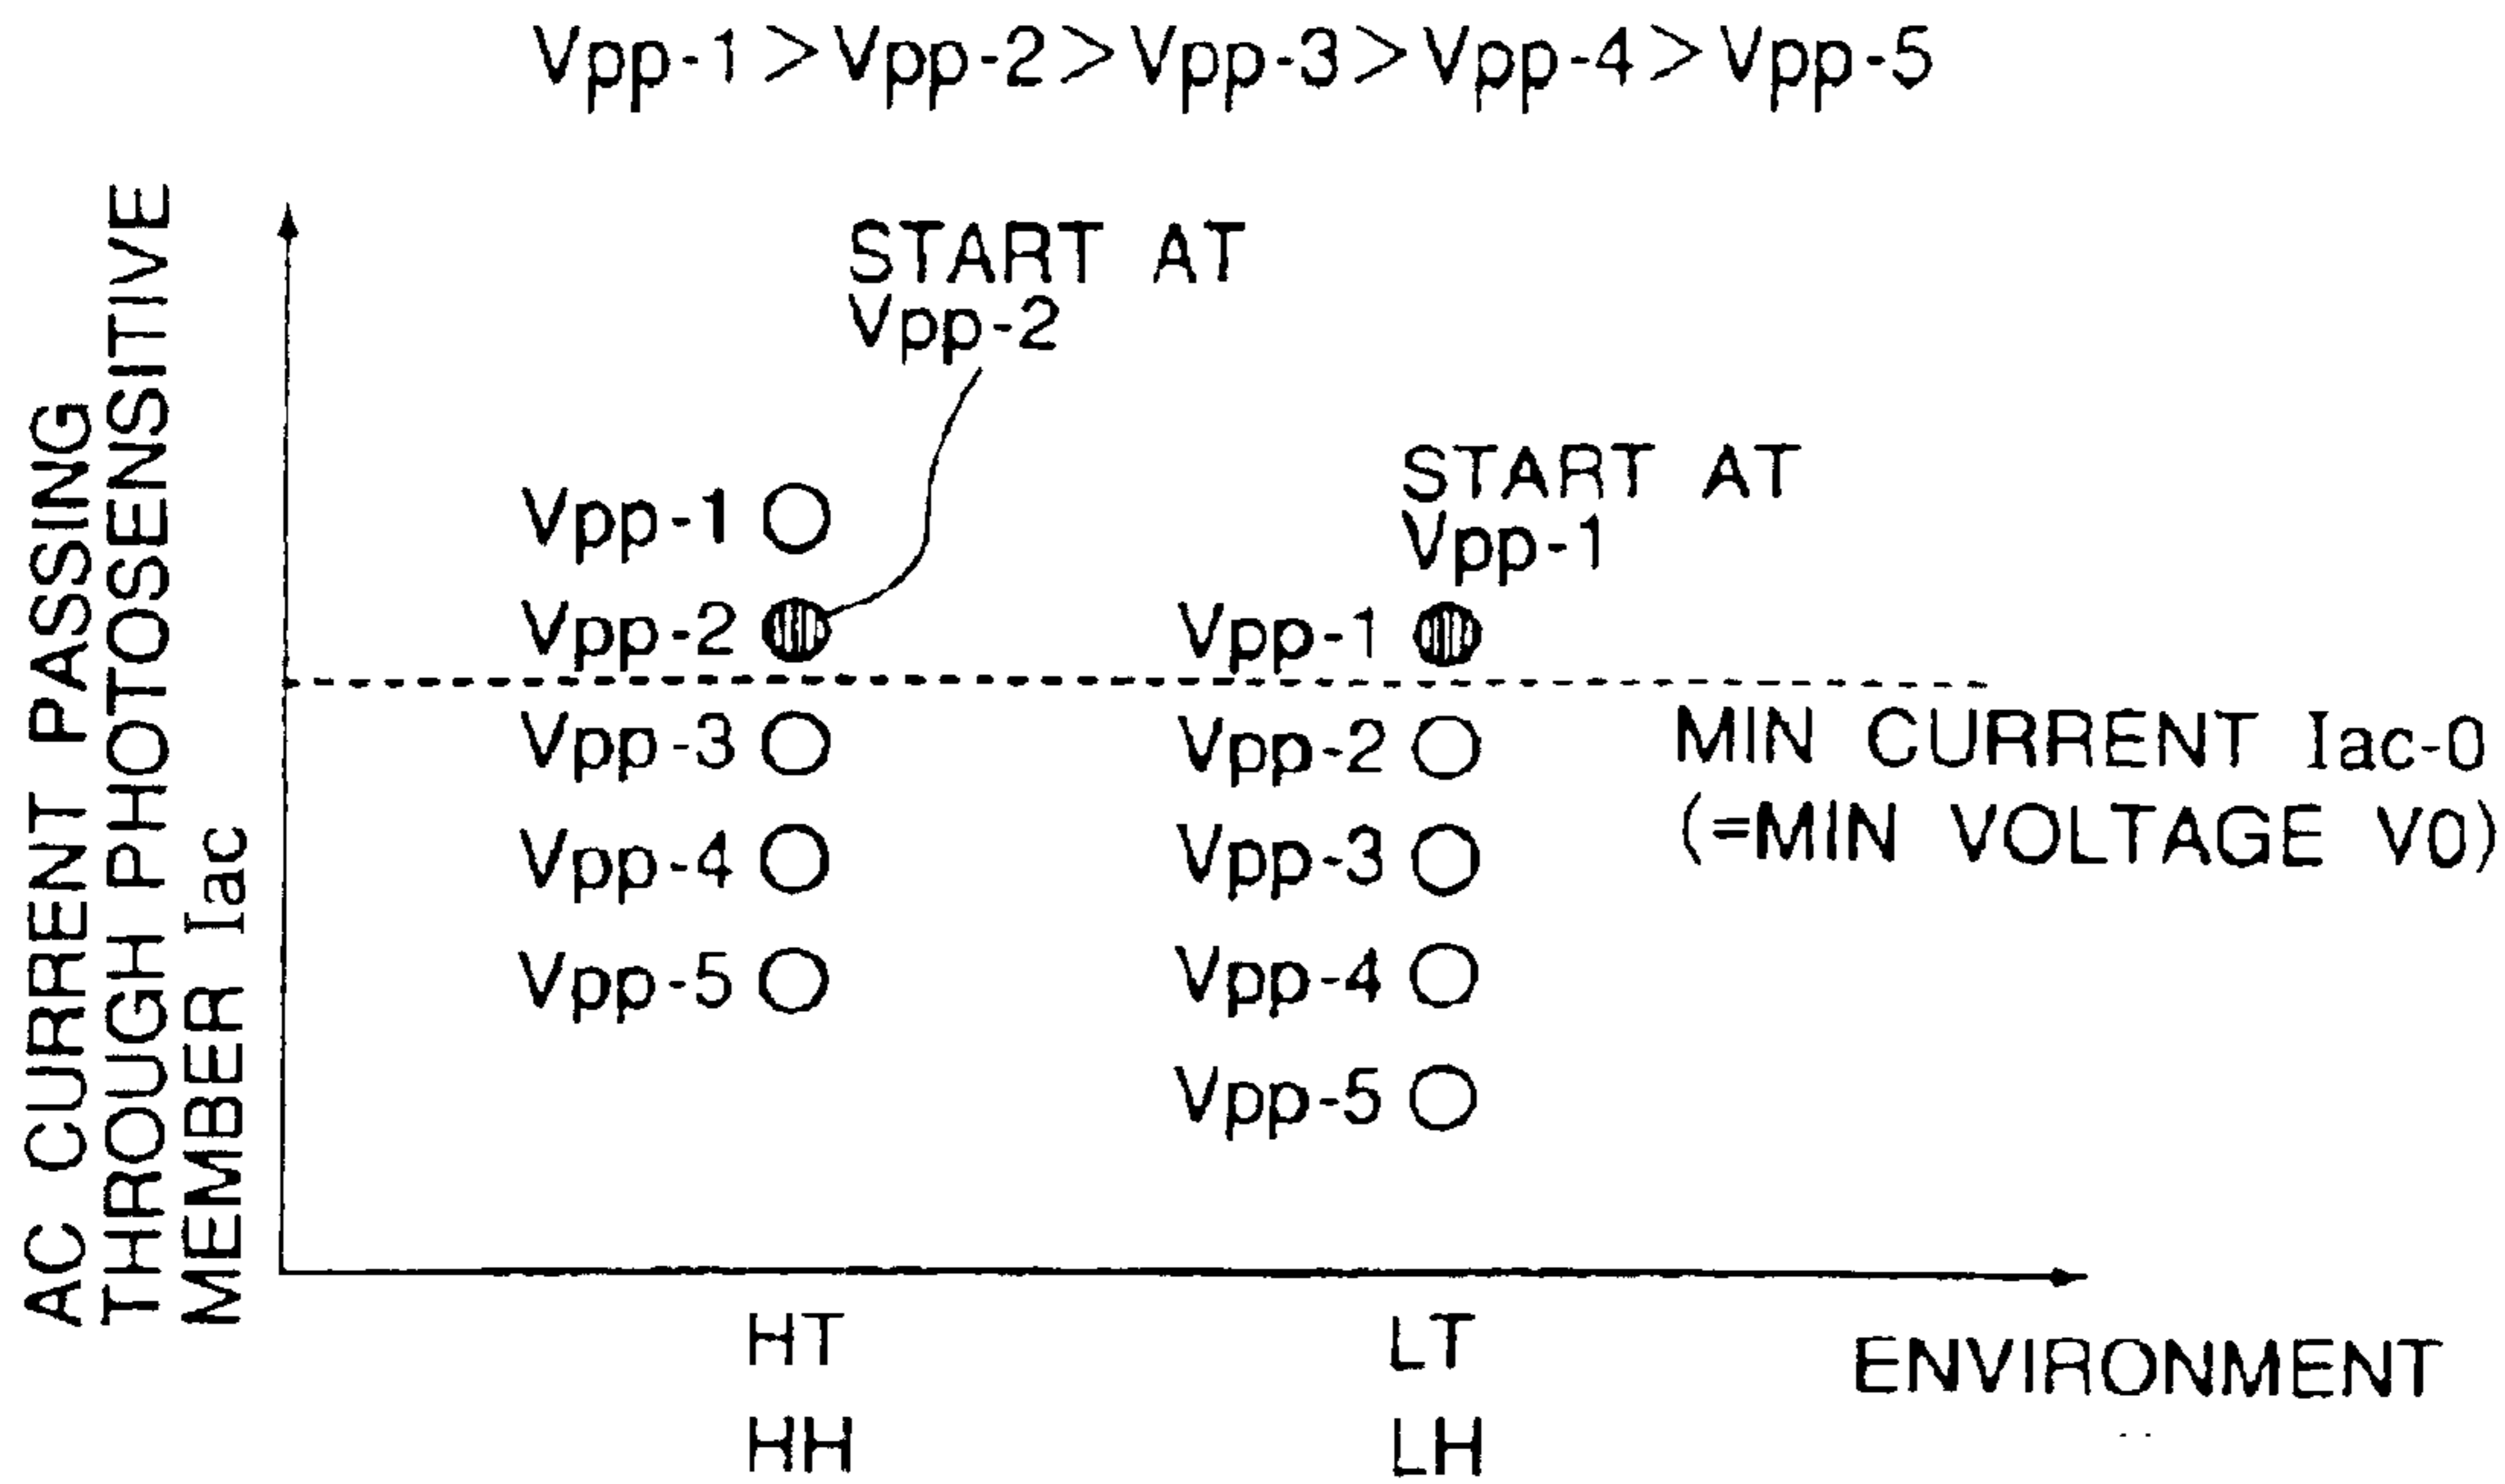 Vpp-1>Vpp-2>Vpp-3>Vpp-4>Vpp-5
AC CURRENT PASSING
THROUGH PHOTOSENSITIVE
MEMBER Iac
START AT
Vpp-2
Vpp-1
Vpp-2
Vpp-3
Vpp-4
Vpp-5
START AT
Vpp-1
Vpp-1
Vpp-2
Vpp-3
Vpp-4
Vpp-5
MIN CURRENT Iac-0
(=MIN VOLTAGE V0)
HT
HH
LT
LH
ENVIRONMENT